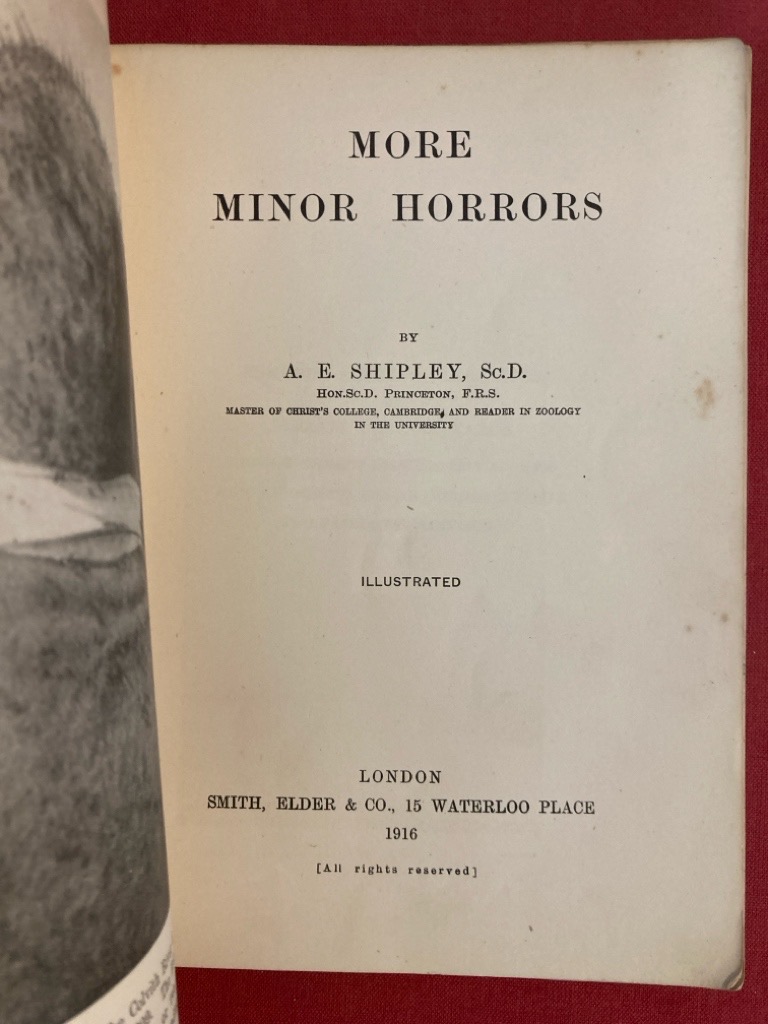 MORE
MINOR HORRORS
BY
A. E. SHIPLEY, Sc.D.
Hon.Sc.D. Princeton, F.R.S.
MASTER OF CHRIST'S COLLEGE, CAMBRIDGE, AND READER IN ZOOLOGY
IN THE UNIVERSITY
ILLUSTRATED
LONDON
SMITH, ELDER & CO., 15 WATERLOO PLACE
1916
[All rights reserved]